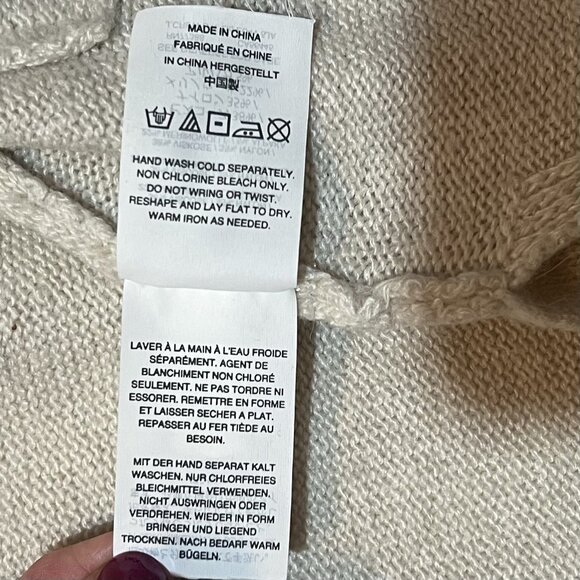 MADE IN CHINA
FABRIQUÉ EN CHINE
IN CHINA HERGESTELLT
中国製
HAND WASH COLD SEPARATELY.
NON CHLORINE BLEACH ONLY.
DO NOT WRING OR TWIST.
RESHAPE AND LAY FLAT TO DRY.
WARM IRON AS NEEDED.
LAVER À LA MAIN À L'EAU FROIDE
SÉPARÉMENT. AGENT DE
BLANCHIMENT NON CHLORÉ
SEULEMENT. NE PAS TORDRE NI
ESSORER. REMETTRE EN FORME
ET LAISSER SECHER A PLAT.
REPASSER AU FER TIÈDE AU
BESOIN.
MIT DER HAND SEPARAT KALT
WASCHEN. NUR CHLORFREIES
BLEICHMITTEL VERWENDEN.
NICHT AUSWRINGEN ODER
VERDREHEN. WIEDER IN FORM
BRINGEN UND LIEGEND
TROCKNEN. NACH BEDARF WARM
BÜGELN.